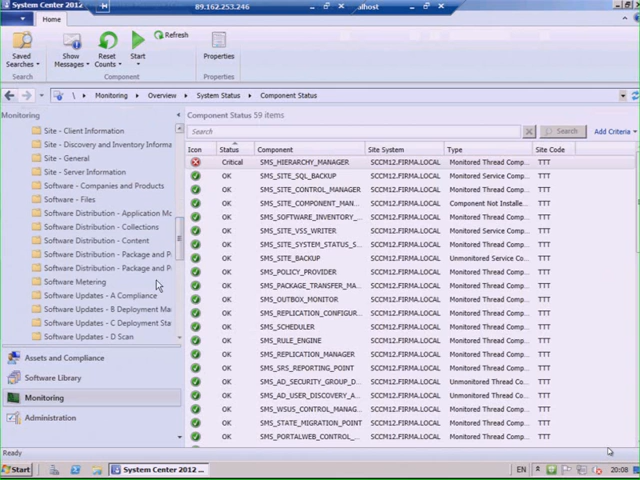 System Center 2012
89.162.253.246
alhost
Home
Saved Searches
Show Messages
Reset Counts
Start
Refresh
Properties
Search
Component
Properties
\ Monitoring Overview System Status Component Status
Monitoring
Site - Client Information
Site - Discovery and Inventory Informa
Site - General
Site - Server Information
Software - Companies and Products
Software - Files
Software Distribution - Application Mo
Software Distribution - Collections
Software Distribution - Content
Software Distribution - Package and P
Software Distribution - Package and P
Software Metering
Software Updates - A Compliance
Software Updates - B Deployment Mar
Software Updates - C Deployment Sta
Software Updates - D Scan
Assets and Compliance
Software Library
Monitoring
Administration
Component Status 59 items
Search
Search
Add Criteria
Icon Status Component Site System Type Site Code
Critical SMS_HIERARCHY_MANAGER SCCM12.FIRMA.LOCAL Monitored Thread Comp... TTT
OK SMS_SITE_SQL_BACKUP SCCM12.FIRMA.LOCAL Monitored Service Comp... TTT
OK SMS_SITE_CONTROL_MANAGER SCCM12.FIRMA.LOCAL Monitored Thread Comp... TTT
OK SMS_SITE_COMPONENT_MAN... SCCM12.FIRMA.LOCAL Component Not Installe... TTT
OK SMS_SOFTWARE_INVENTORY_... SCCM12.FIRMA.LOCAL Monitored Thread Comp... TTT
OK SMS_SITE_VSS_WRITER SCCM12.FIRMA.LOCAL Monitored Service Comp... TTT
OK SMS_SITE_SYSTEM_STATUS_S... SCCM12.FIRMA.LOCAL Monitored Thread Comp... TTT
OK SMS_SITE_BACKUP SCCM12.FIRMA.LOCAL Unmonitored Service Co... TTT
OK SMS_POLICY_PROVIDER SCCM12.FIRMA.LOCAL Monitored Thread Comp... TTT
OK SMS_PACKAGE_TRANSFER_MA... SCCM12.FIRMA.LOCAL Monitored Thread Comp... TTT
OK SMS_OUTBOX_MONITOR SCCM12.FIRMA.LOCAL Monitored Thread Comp... TTT
OK SMS_REPLICATION_CONFIGUR... SCCM12.FIRMA.LOCAL Monitored Thread Comp... TTT
OK SMS_SCHEDULER SCCM12.FIRMA.LOCAL Monitored Thread Comp... TTT
OK SMS_RULE_ENGINE SCCM12.FIRMA.LOCAL Monitored Thread Comp... TTT
OK SMS_REPLICATION_MANAGER SCCM12.FIRMA.LOCAL Monitored Thread Comp... TTT
OK SMS_SRS_REPORTING_POINT SCCM12.FIRMA.LOCAL Monitored Thread Comp... TTT
OK SMS_AD_SECURITY_GROUP_D... SCCM12.FIRMA.LOCAL Unmonitored Thread Co... TTT
OK SMS_AD_USER_DISCOVERY_A... SCCM12.FIRMA.LOCAL Unmonitored Thread Co... TTT
OK SMS_WSUS_CONTROL_MANAG... SCCM12.FIRMA.LOCAL Monitored Thread Comp... TTT
OK SMS_STATE_MIGRATION_POINT SCCM12.FIRMA.LOCAL Monitored Thread Comp... TTT
OK SMS_PORTALWEB_CONTROL_... SCCM12.FIRMA.LOCAL Monitored Thread Comp... TTT
Ready
Start
System Center 2012 ...
EN
20:08